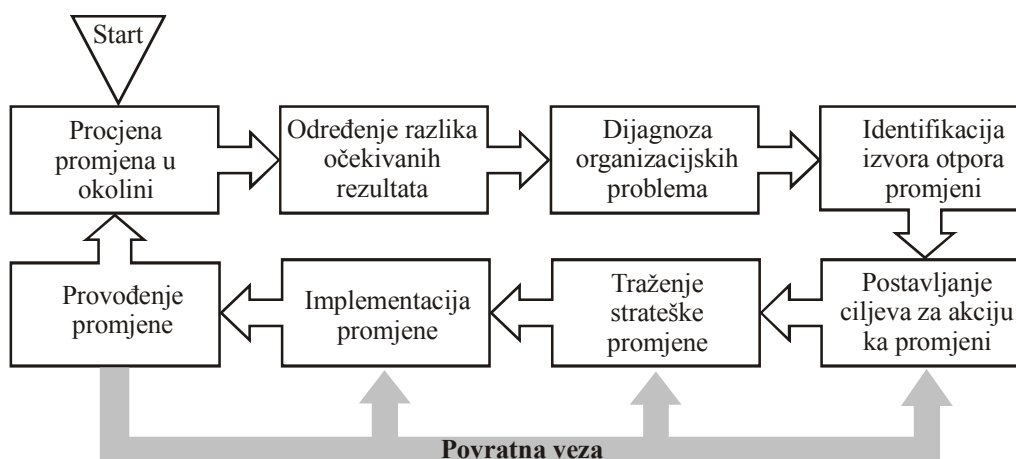 Start
Procjena
promjena u
okolini
Određenje razlika
očekivanih
rezultata
Dijagnoza
organizacijskih
problema
Identifikacija
izvora otpora
promjeni
Postavljanje
ciljeva za akciju
ka promjeni
Traženje
strateške
promjene
Implementacija
promjene
Provođenje
promjene
Povratna veza